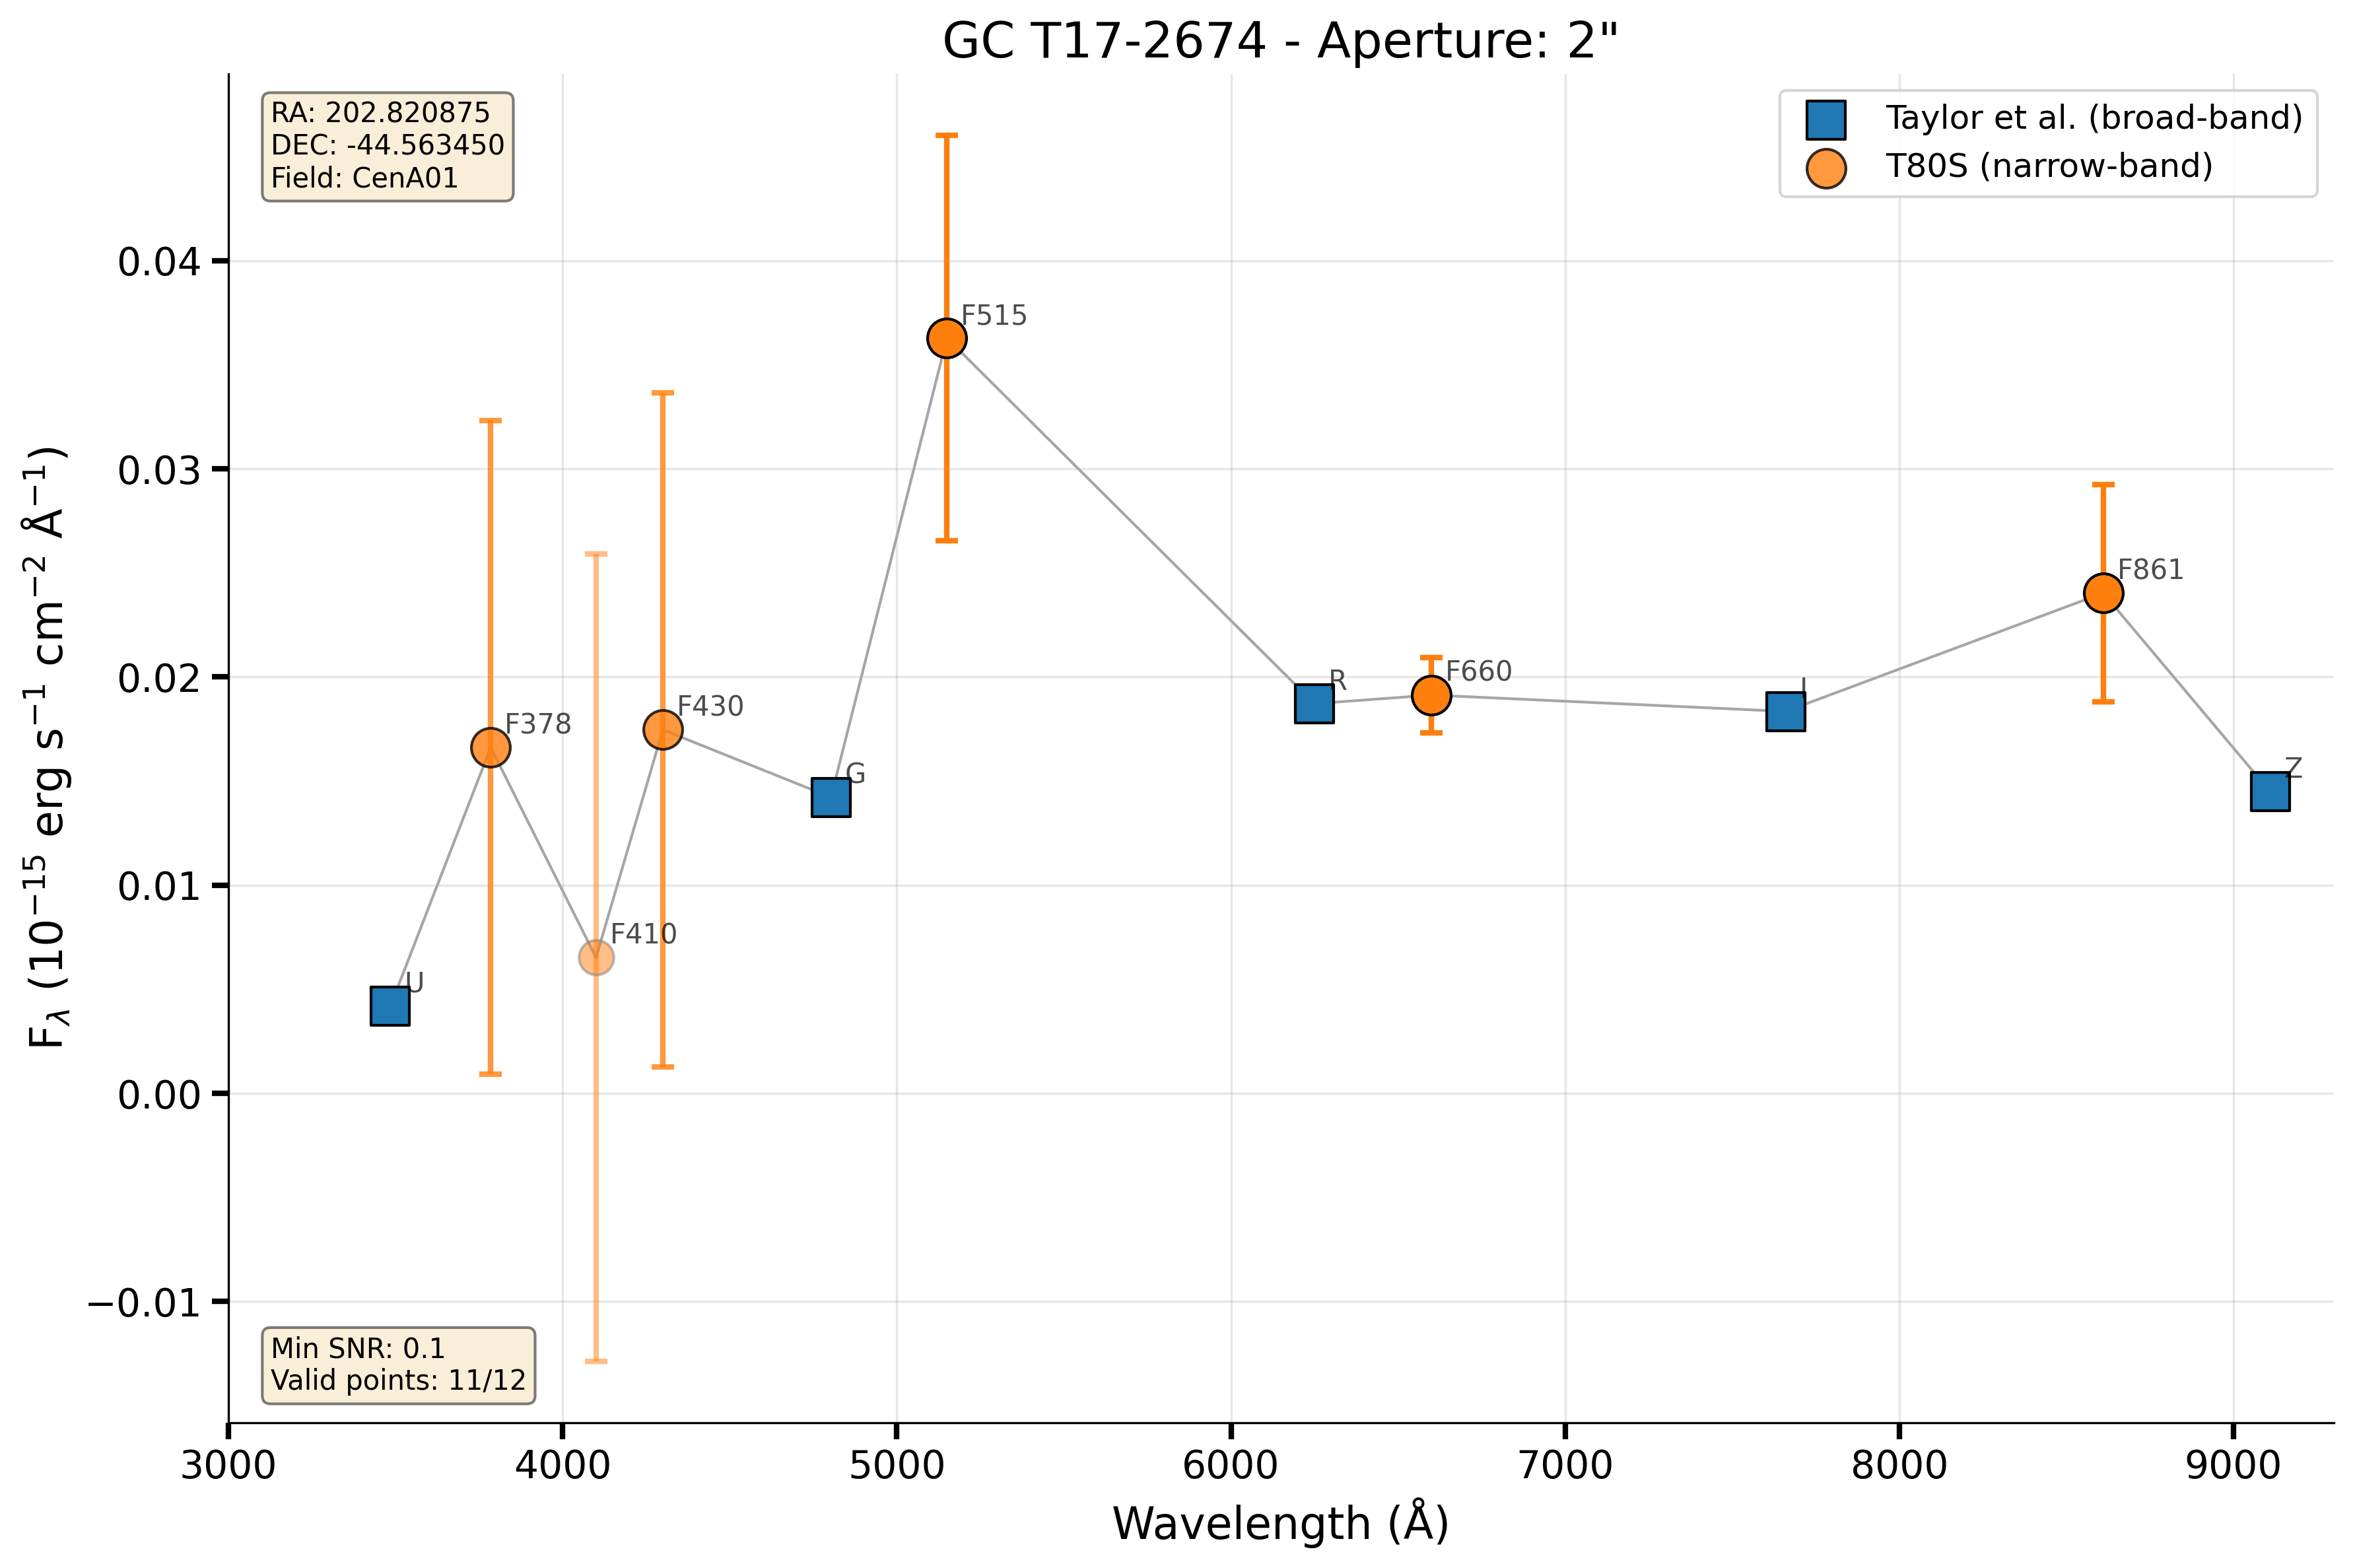 GC T17-2674 - Aperture: 2"
RA: 202.820875
DEC: -44.563450
Field: CenA01
Taylor et al. (broad-band)
T80S (narrow-band)
F515
F861
F660
R
I
F378
F430
G
Z
F410
U
0.04
0.03
0.02
0.01
0.00
−0.01
F_λ (10⁻¹⁵ erg s⁻¹ cm⁻² Å⁻¹)
Min SNR: 0.1
Valid points: 11/12
3000 4000 5000 6000 7000 8000 9000
Wavelength (Å)